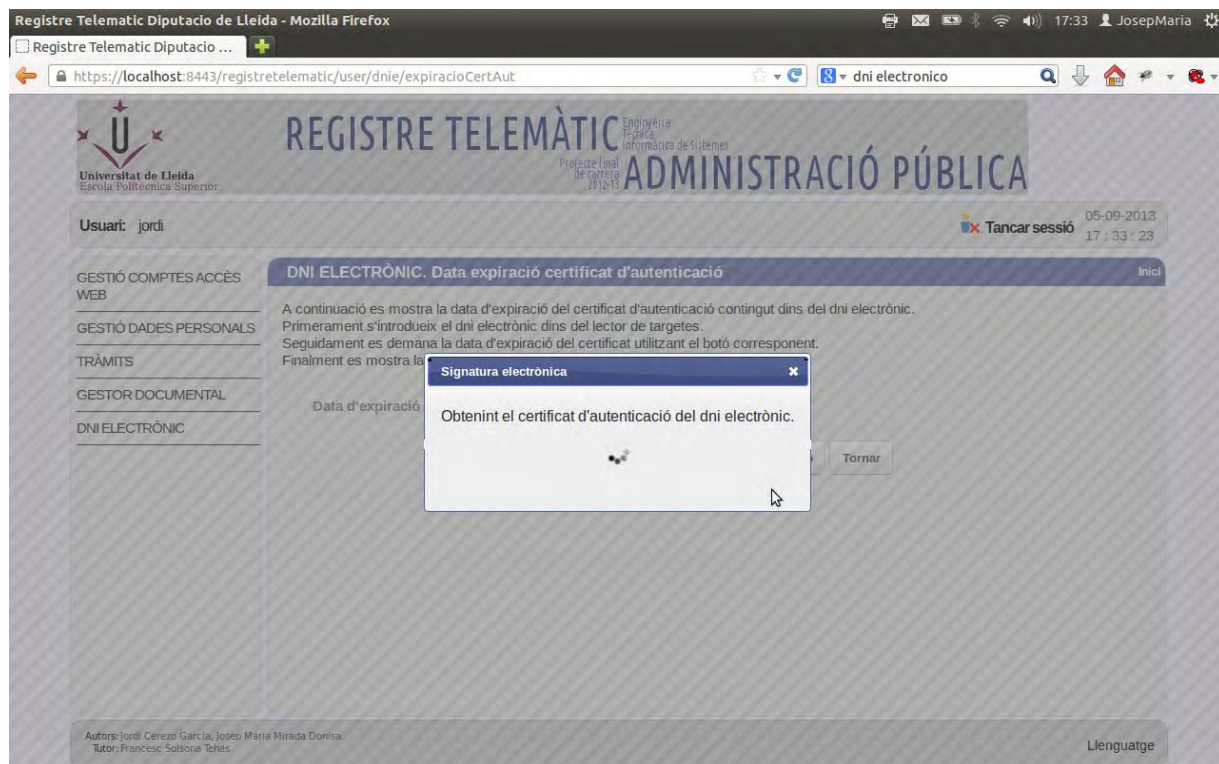 Registre Telematic Diputacio de Lleida - Mozilla Firefox
17:33 JosepMaria
Registre Telematic Diputacio ...
https://localhost:8443/registretelematic/user/dnie/expiracioCertAut
dni electronico
REGISTRE TELEMÀTIC
Enginyeria
Tècnica
Informàtica de Sistemes
Projecte final
de carrera
2012-13
ADMINISTRACIÓ PÚBLICA
Universitat de Lleida
Escola Politècnica Superior
Usuari: jordi
Tancar sessió
05-09-2013
17 : 33 : 23
GESTIÓ COMPTES ACCÈS
WEB
GESTIÓ DADES PERSONALS
TRÀMITS
GESTOR DOCUMENTAL
DNI ELECTRÒNIC
DNI ELECTRÒNIC. Data expiració certificat d'autenticació
Inici
A continuació es mostra la data d'expiració del certificat d'autenticació contingut dins del dni electrònic.
Primerament s'introdueix el dni electrònic dins del lector de targetes.
Seguidament es demana la data d'expiració del certificat utilitzant el botó corresponent.
Finalment es mostra la
Data d'expiració
Signatura electrònica
Obtenint el certificat d'autenticació del dni electrònic.
Tornar
Autors: Jordi Cerezo Garcia, Josep Maria Mirada Donisa
Tutor: Francesc Solsona Tehas
Llenguatge